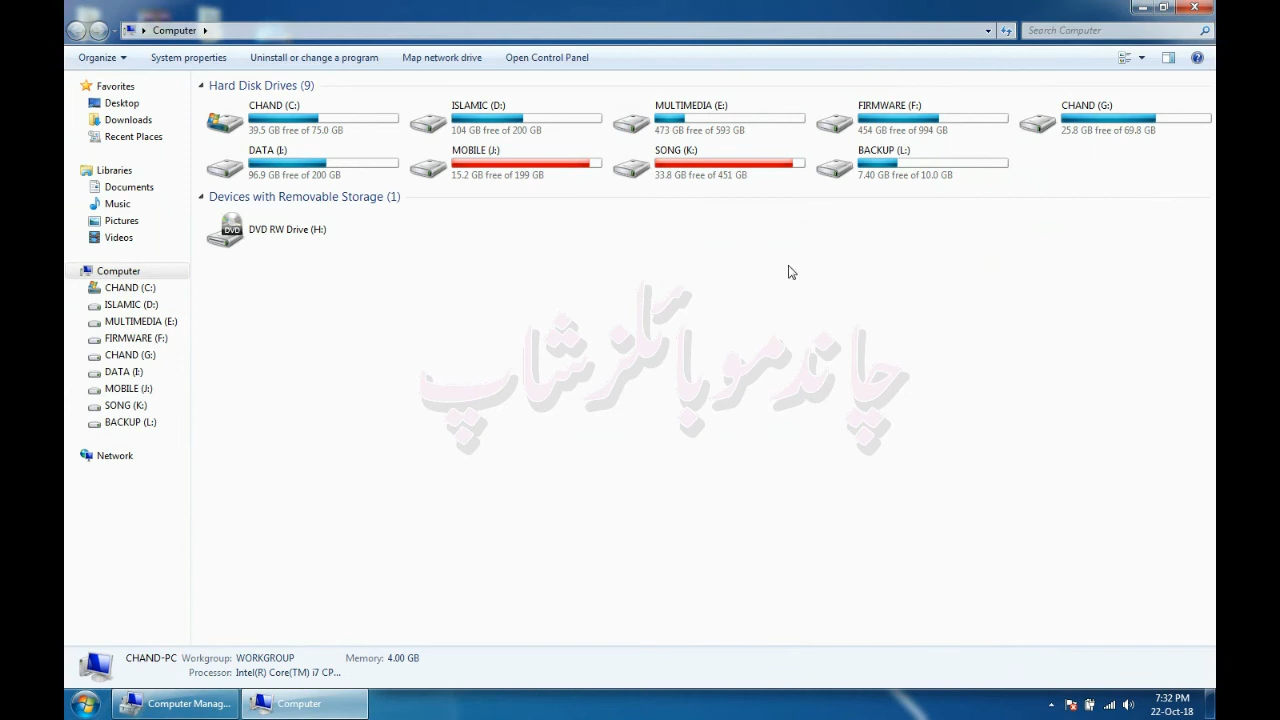 Computer
Search Computer
Organize System properties Uninstall or change a program Map network drive Open Control Panel
Favorites
Desktop
Downloads
Recent Places
Libraries
Documents
Music
Pictures
Videos
Computer
CHAND (C:)
ISLAMIC (D:)
MULTIMEDIA (E:)
FIRMWARE (F:)
CHAND (G:)
DATA (I:)
MOBILE (J:)
SONG (K:)
BACKUP (L:)
Network
Hard Disk Drives (9)
CHAND (C:)
39.5 GB free of 75.0 GB
ISLAMIC (D:)
104 GB free of 200 GB
MULTIMEDIA (E:)
473 GB free of 593 GB
FIRMWARE (F:)
454 GB free of 994 GB
CHAND (G:)
25.8 GB free of 69.8 GB
DATA (I:)
96.9 GB free of 200 GB
MOBILE (J:)
15.2 GB free of 199 GB
SONG (K:)
33.8 GB free of 451 GB
BACKUP (L:)
7.40 GB free of 10.0 GB
Devices with Removable Storage (1)
DVD
DVD RW Drive (H:)
چاند موبائلز شاپ
CHAND-PC Workgroup: WORKGROUP Memory: 4.00 GB
Processor: Intel(R) Core(TM) i7 CP...
Computer Manag...
Computer
7:32 PM
22-Oct-18